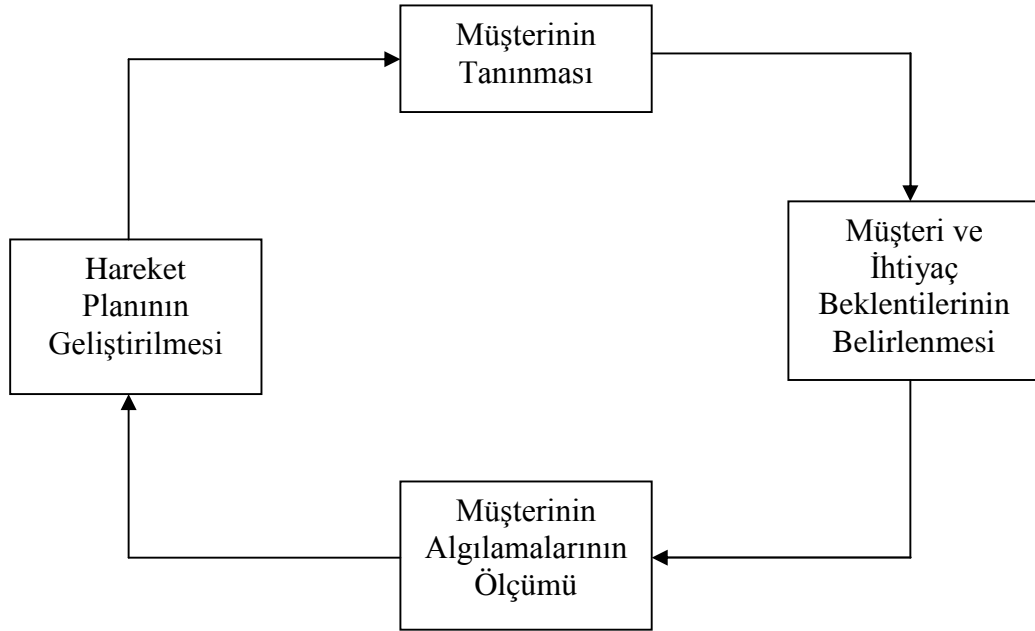 Müşterinin
Tanınması
Müşteri ve
İhtiyaç
Beklentilerinin
Belirlenmesi
Hareket
Planının
Geliştirilmesi
Müşterinin
Algılamalarının
Ölçümü